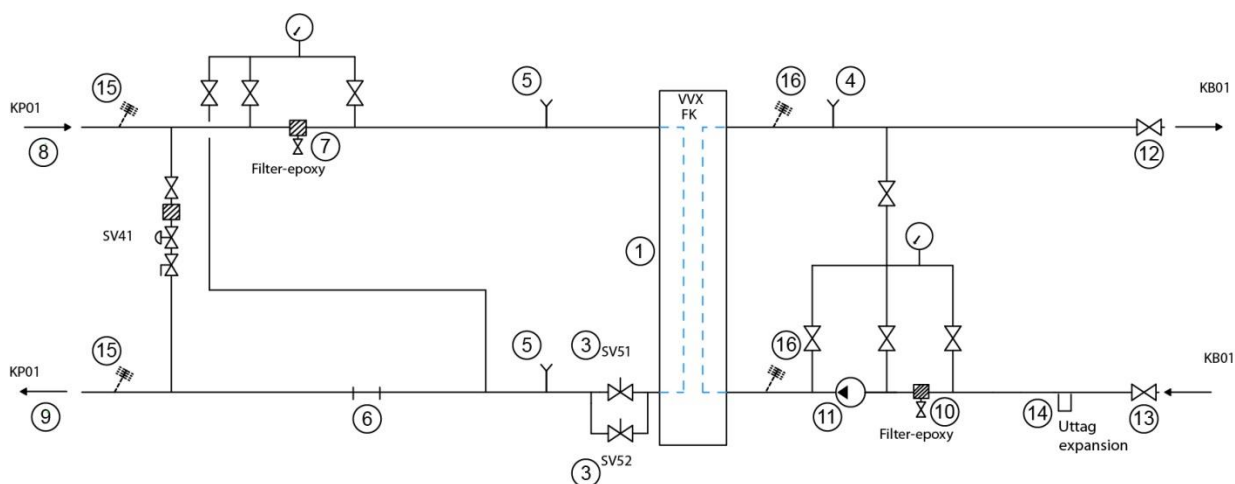 KP01
8
15
7
Filter-epoxy
5
VVX
FK
16
4
KB01
12
SV41
1
KP01
9
15
6
5
3
SV51
3
SV52
16
11
10
Filter-epoxy
14
Uttag
expansion
13
KB01